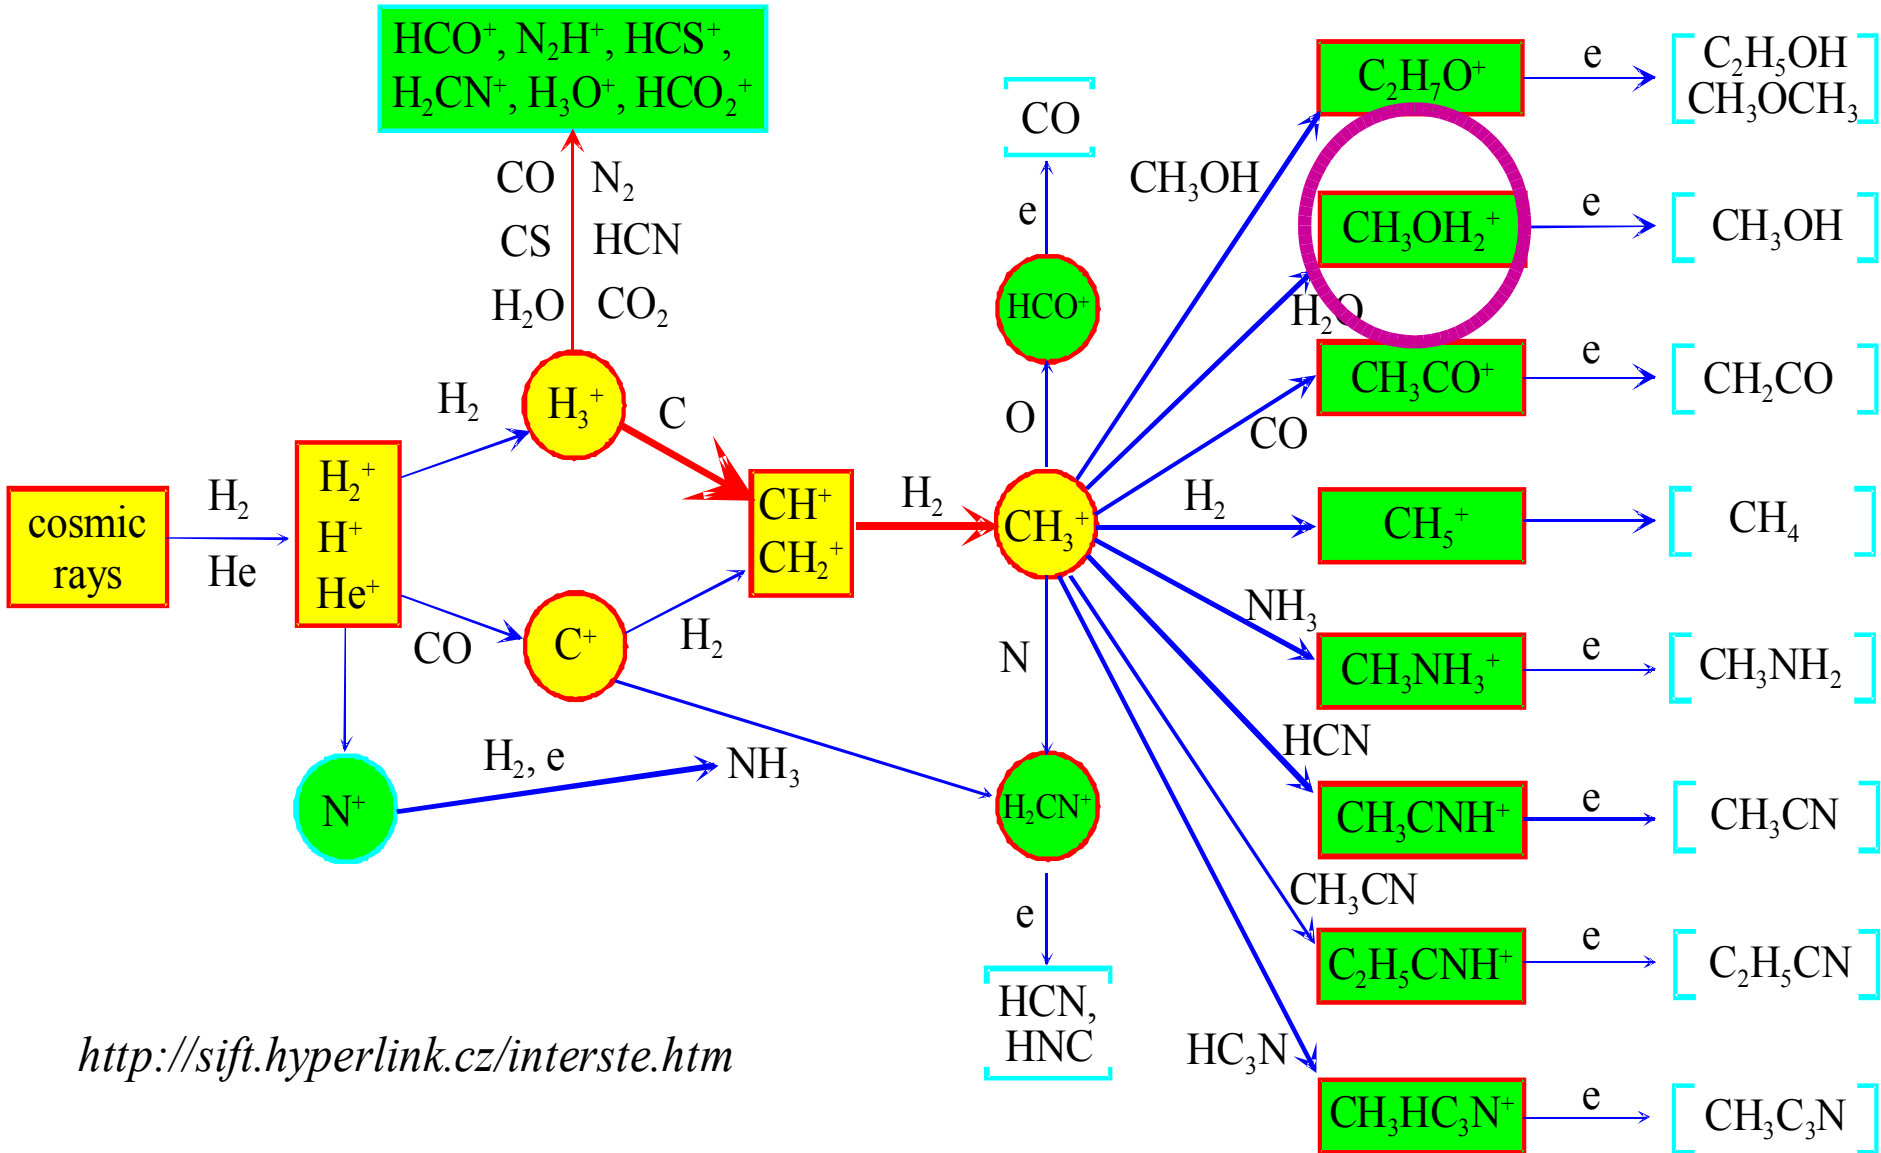 HCO⁺, N₂H⁺, HCS⁺,
H₂CN⁺, H₃O⁺, HCO₂⁺
CO N₂
CS HCN
H₂O CO₂
cosmic
rays
H₂
He
H₂⁺
H⁺
He⁺
H₂
H₃⁺
C
CO
C⁺
H₂
N⁺
H₂, e
NH₃
CH⁺
CH₂⁺
H₂
CH₃⁺
O
HCO⁺
e
CO
N
H₂CN⁺
e
HCN,
HNC
CH₃OH
C₂H₇O⁺
e
C₂H₅OH
CH₃OCH₃
H₂O
CH₃OH₂⁺
e
CH₃OH
CO
CH₃CO⁺
e
CH₂CO
H₂
CH₅⁺
CH₄
NH₃
CH₃NH₃⁺
e
CH₃NH₂
HCN
CH₃CNH⁺
e
CH₃CN
CH₃CN
C₂H₅CNH⁺
e
C₂H₅CN
HC₃N
CH₃HC₃N⁺
e
CH₃C₃N
http://sift.hyperlink.cz/interste.htm